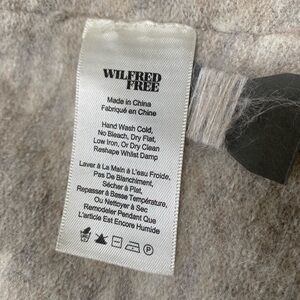 WILFRED
FREE
Made in China
Fabriqué en Chine
Hand Wash Cold,
No Bleach, Dry Flat,
Low Iron, Or Dry Clean
Reshape Whilst Damp
Laver à La Main à L'eau Froide,
Pas De Blanchiment,
Sécher à Plat,
Repasser à Basse Température,
Ou Nettoyer à Sec
Remodeler Pendant Que
L'article Est Encore Humide
P